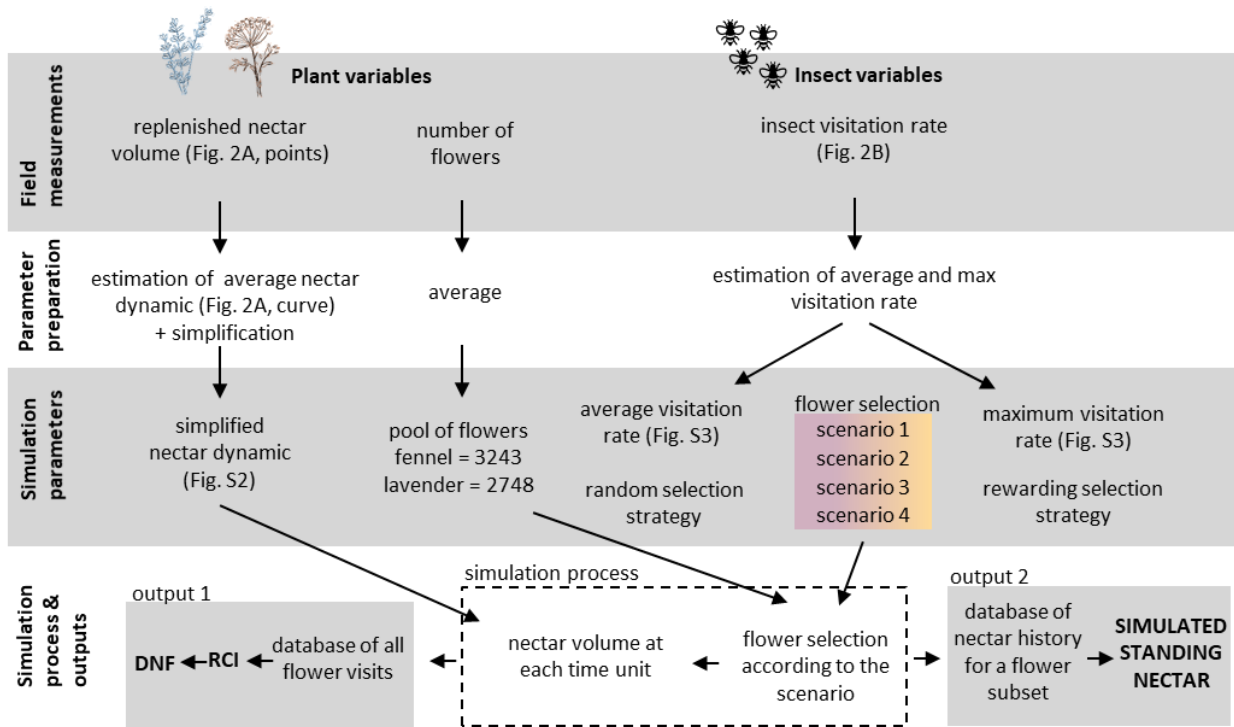 Plant variables
Insect variables
Field
measurements
replenished nectar
volume (Fig. 2A, points)
number of
flowers
insect visitation rate
(Fig. 2B)
Parameter
preparation
estimation of average nectar
dynamic (Fig. 2A, curve)
+ simplification
average
estimation of average and max
visitation rate
Simulation
parameters
simplified
nectar dynamic
(Fig. S2)
pool of flowers
fennel = 3243
lavender = 2748
average visitation
rate (Fig. S3)
random selection
strategy
flower selection
scenario 1
scenario 2
scenario 3
scenario 4
maximum visitation
rate (Fig. S3)
rewarding selection
strategy
Simulation
process &
outputs
output 1
DNF
RCI
database of all
flower visits
simulation process
nectar volume at
each time unit
flower selection
according to the
scenario
output 2
database of
nectar history
for a flower
subset
SIMULATED
STANDING
NECTAR